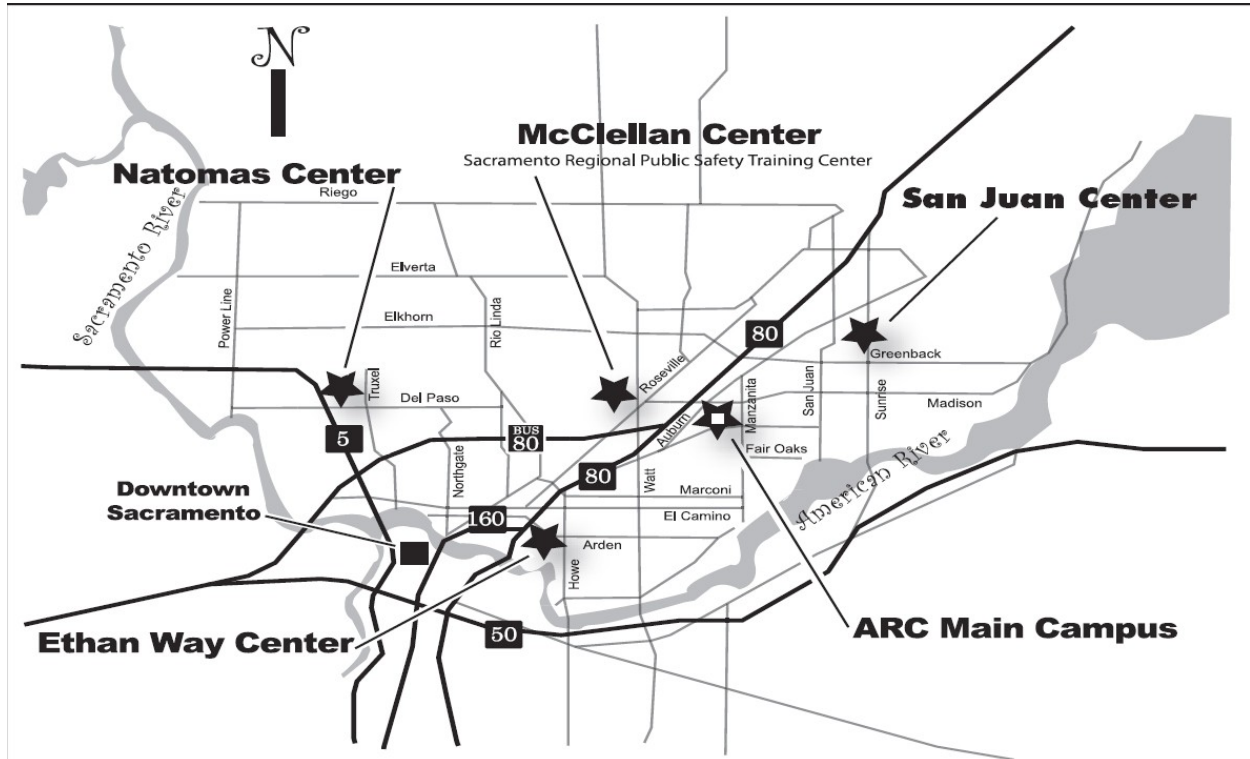 N
McClellan Center
Sacramento Regional Public Safety Training Center
Natomas Center
Riego
San Juan Center
Sacramento River
Elverta
Power Line
Elkhorn
Rio Linda
80
Greenback
Roseville
Truxel
Del Paso
Manzanita
San Juan
Sunrise
Madison
5
BUS
80
Auburn
Fair Oaks
80
Northgate
Watt
Marconi
American River
Downtown
Sacramento
160
El Camino
Arden
Howe
Ethan Way Center
50
ARC Main Campus